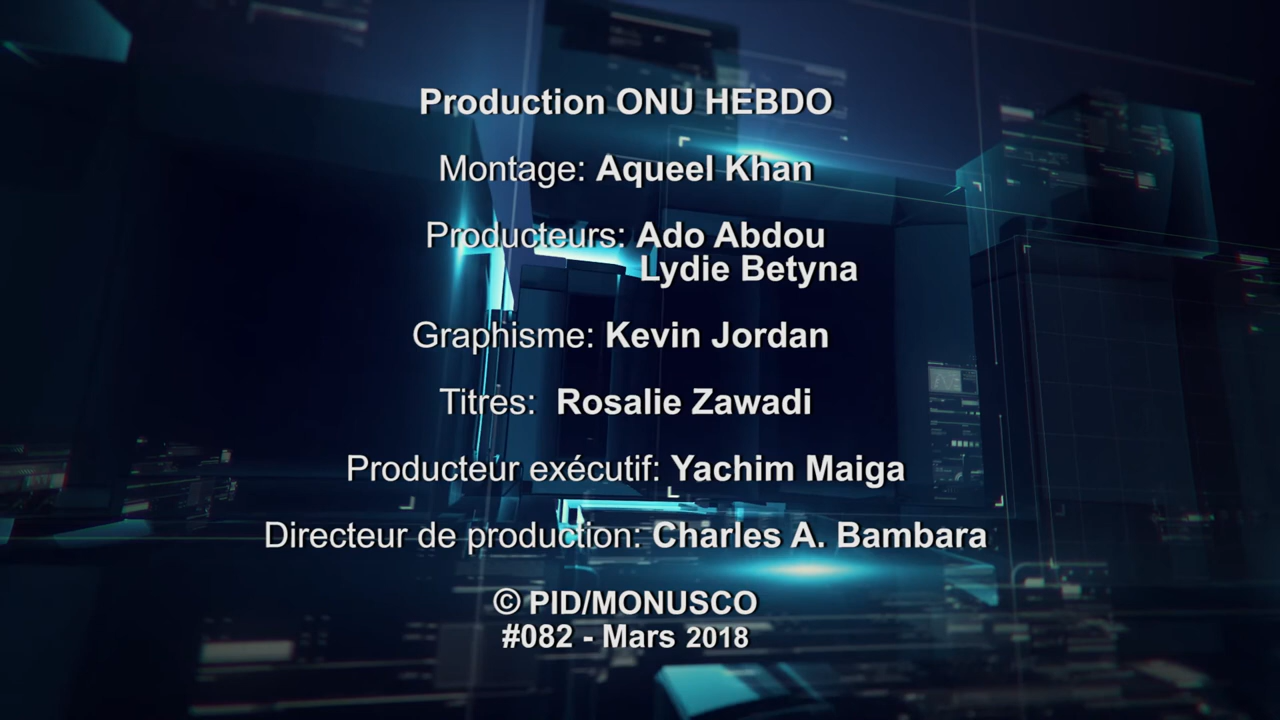 Production ONU HEBDO
Montage: Aqueel Khan
Producteurs: Ado Abdou
Lydie Betyna
Graphisme: Kevin Jordan
Titres: Rosalie Zawadi
Producteur exécutif: Yachim Maiga
Directeur de production: Charles A. Bambara
© PID/MONUSCO
#082 - Mars 2018